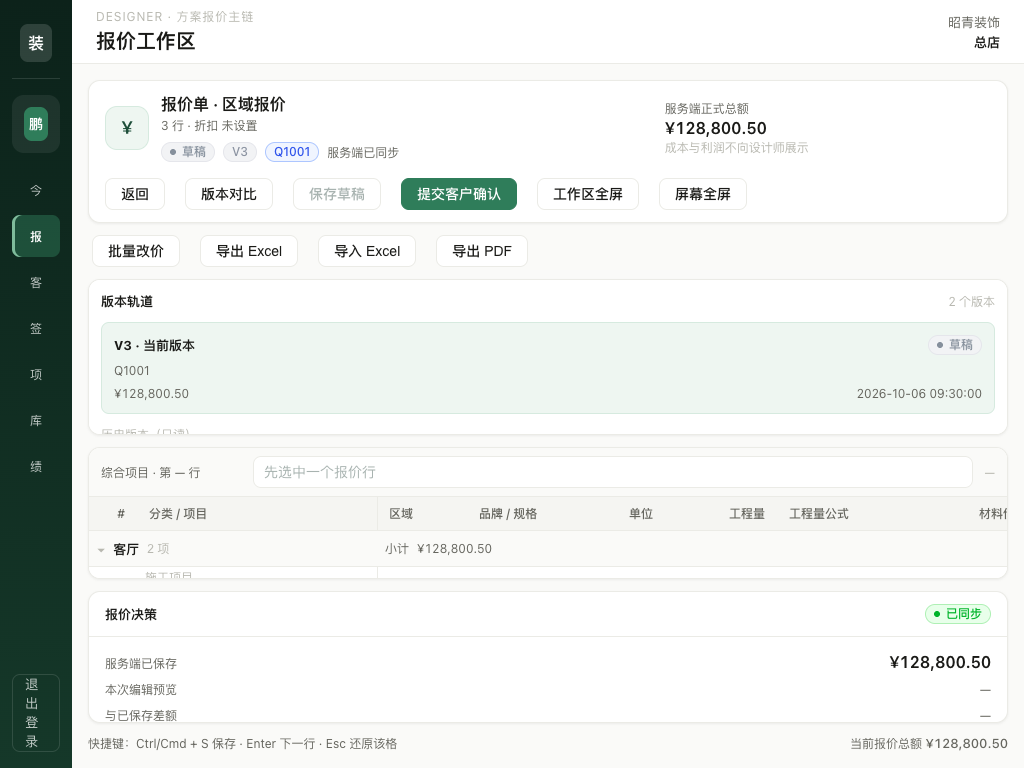 装
鹏
今
报
客
签
项
库
绩
退出登录
DESIGNER · 方案报价主链
报价工作区
昭青装饰
总店
¥
报价单 · 区域报价
3 行 · 折扣 未设置
草稿 V3 Q1001 服务端已同步
服务端正式总额
¥128,800.50
成本与利润不向设计师展示
返回 版本对比 保存草稿 提交客户确认 工作区全屏 屏幕全屏
批量改价 导出 Excel 导入 Excel 导出 PDF
版本轨道 2 个版本
V3 · 当前版本 草稿
Q1001
¥128,800.50 2026-10-06 09:30:00
历史版本（只读）
综合项目 · 第 — 行 先选中一个报价行 —
# 分类 / 项目 区域 品牌 / 规格 单位 工程量 工程量公式 材料
客厅 2 项 小计 ¥128,800.50
施工项目
报价决策 已同步
服务端已保存 ¥128,800.50
本次编辑预览 —
与已保存差额 —
快捷键：Ctrl/Cmd + S 保存 · Enter 下一行 · Esc 还原该格 当前报价总额 ¥128,800.50